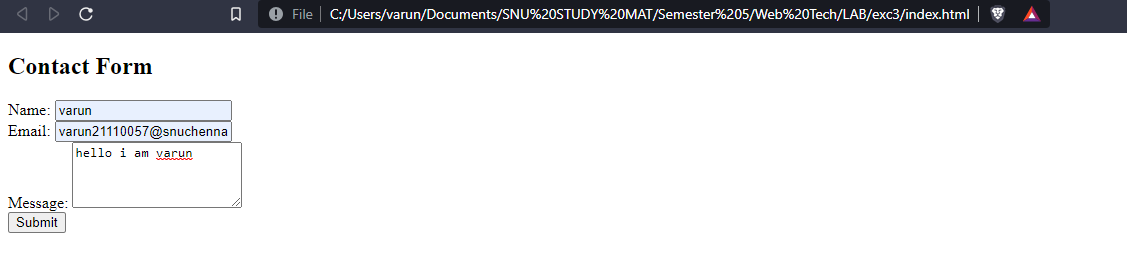 File C:/Users/varun/Documents/SNU%20STUDY%20MAT/Semester%205/Web%20Tech/LAB/exc3/index.html
Contact Form
Name: varun
Email: varun21110057@snuchenna
hello i am varun
Message:
Submit